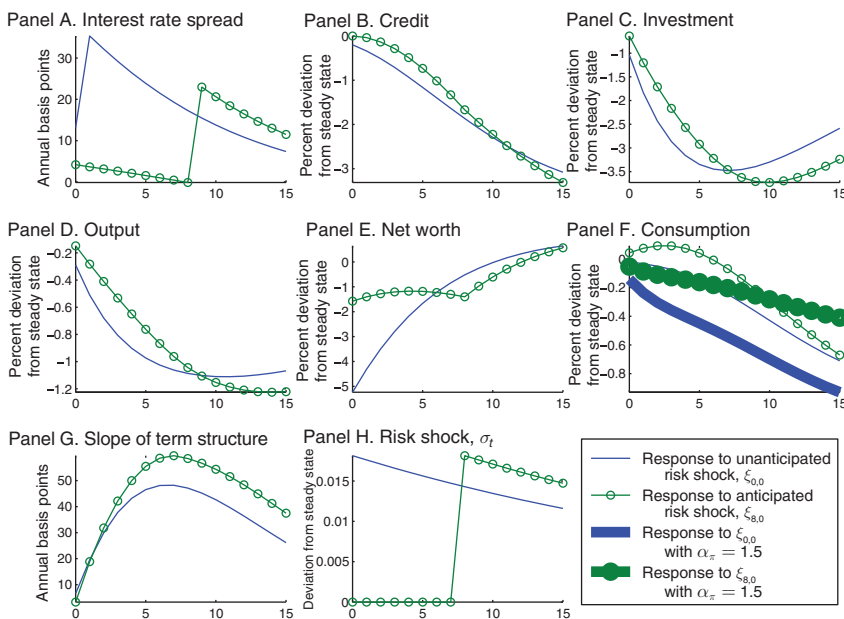 Panel A. Interest rate spread
Annual basis points
30
20
10
0
0 5 10 15
Panel B. Credit
Percent deviation
from steady state
0
−1
−2
−3
0 5 10 15
Panel C. Investment
Percent deviation
from steady state
−1
−1.5
−2
−2.5
−3
−3.5
0 5 10 15
Panel D. Output
Percent deviation
from steady state
−0.2
−0.4
−0.6
−0.8
−1
−1.2
0 5 10 15
Panel E. Net worth
Percent deviation
from steady state
0
−1
−2
−3
−4
−5
0 5 10 15
Panel F. Consumption
Percent deviation
from steady state
0
−0.2
−0.4
−0.6
−0.8
0 5 10 15
Panel G. Slope of term structure
Annual basis points
50
40
30
20
10
0 5 10 15
Panel H. Risk shock, σt
Deviation from steady state
0.015
0.01
0.005
0
0 5 10 15
Response to unanticipated
risk shock, ξ0,0
Response to anticipated
risk shock, ξ8,0
Response to ξ0,0
with απ = 1.5
Response to ξ8,0
with απ = 1.5